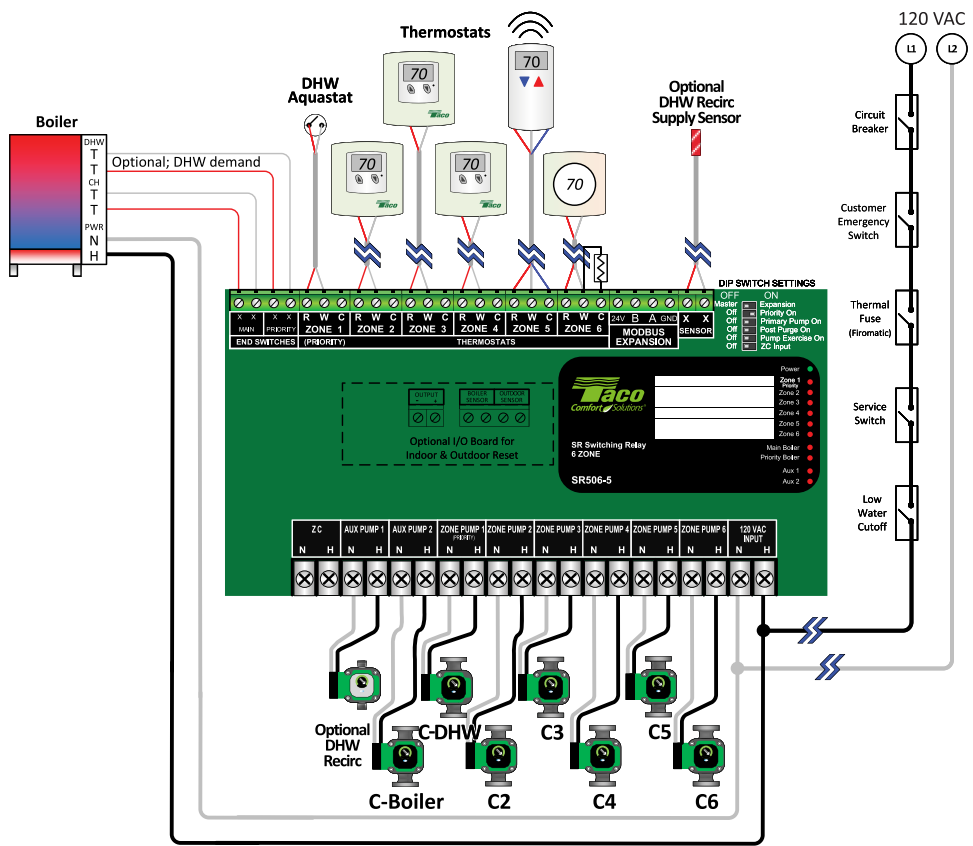 120 VAC
L1 L2
Thermostats
70
70
DHW
Aquastat
Optional
DHW Recirc
Supply Sensor
Circuit
Breaker
Boiler
DHW
T
T
CH
T
T
PWR
N
H
Optional; DHW demand
70
Taco
70
Taco
70
Taco
Customer
Emergency
Switch
DIP SWITCH SETTINGS
OFF ON
Master Expansion
Off Priority On
Off Primary Pump On
Off Post Purge On
Off Pump Exercise On
Off ZC Input
Thermal
Fuse
(Firomatic)
X X X X R W C R W C R W C R W C R W C R W C 24V B A GND X X
MAIN PRIORITY ZONE 1 ZONE 2 ZONE 3 ZONE 4 ZONE 5 ZONE 6 MODBUS EXPANSION SENSOR
END SWITCHES (PRIORITY) THERMOSTATS
OUTPUT
- +
BOILER
SENSOR
OUTDOOR
SENSOR
Optional I/O Board for
Indoor & Outdoor Reset
Taco
Comfort Solutions
SR Switching Relay
6 ZONE
SR506-5
Power
Zone 1
Priority
Zone 2
Zone 3
Zone 4
Zone 5
Zone 6
Main Boiler
Priority Boiler
Aux 1
Aux 2
Service
Switch
Low
Water
Cutoff
Z C AUX PUMP 1 AUX PUMP 2 ZONE PUMP 1 ZONE PUMP 2 ZONE PUMP 3 ZONE PUMP 4 ZONE PUMP 5 ZONE PUMP 6 120 VAC
(PRIORITY) INPUT
N H N H N H N H N H N H N H N H N H N H
Optional
DHW
Recirc
C-DHW
C3
C5
C-Boiler
C2
C4
C6